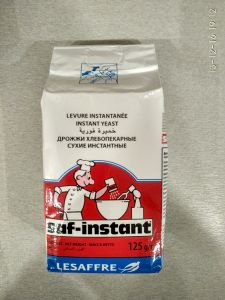 LEVURE INSTANTANÉE
INSTANT YEAST
خميرة فورية
ДРОЖЖИ ХЛЕБОПЕКАРНЫЕ
СУХИЕ ИНСТАНТНЫЕ
saf-instant
125 g
LESAFFRE